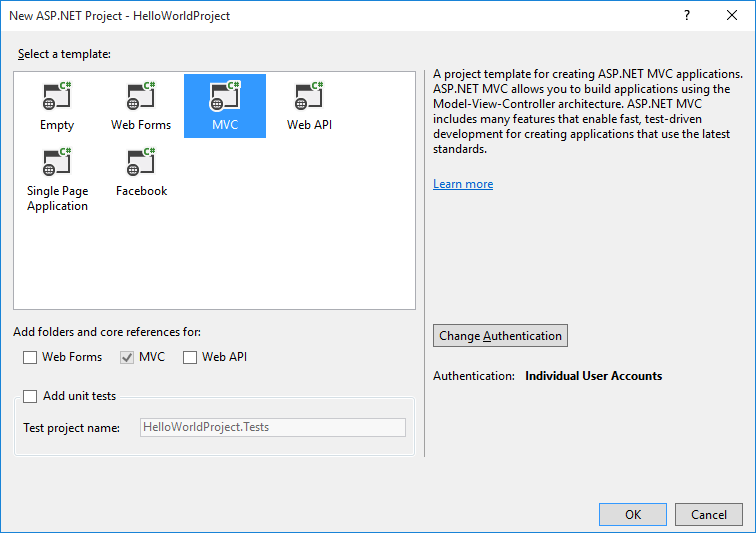 New ASP.NET Project - HelloWorldProject
?
Select a template:
C# C# C# C#
Empty Web Forms MVC Web API
C# C#
Single Page Facebook
Application
A project template for creating ASP.NET MVC applications.
ASP.NET MVC allows you to build applications using the
Model-View-Controller architecture. ASP.NET MVC
includes many features that enable fast, test-driven
development for creating applications that use the latest
standards.
Learn more
Add folders and core references for:
Web Forms MVC Web API
Add unit tests
Test project name: HelloWorldProject.Tests
Change Authentication
Authentication: Individual User Accounts
OK Cancel